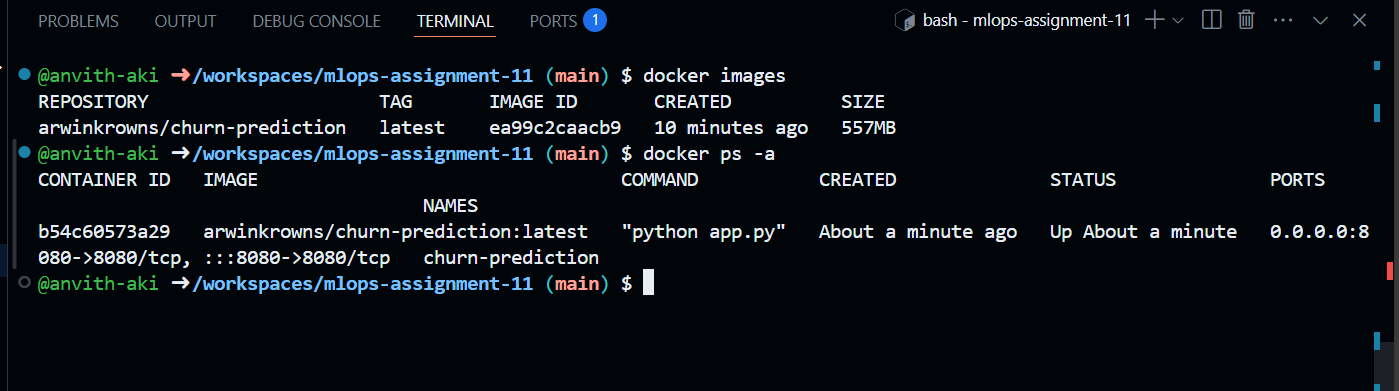 PROBLEMS OUTPUT DEBUG CONSOLE TERMINAL PORTS 1 bash - mlops-assignment-11
@anvith-aki ➜/workspaces/mlops-assignment-11 (main) $ docker images
REPOSITORY TAG IMAGE ID CREATED SIZE
arwinkrowns/churn-prediction latest ea99c2caacb9 10 minutes ago 557MB
@anvith-aki ➜/workspaces/mlops-assignment-11 (main) $ docker ps -a
CONTAINER ID IMAGE COMMAND CREATED STATUS PORTS
NAMES
b54c60573a29 arwinkrowns/churn-prediction:latest "python app.py" About a minute ago Up About a minute 0.0.0.0:8
080->8080/tcp, :::8080->8080/tcp churn-prediction
@anvith-aki ➜/workspaces/mlops-assignment-11 (main) $